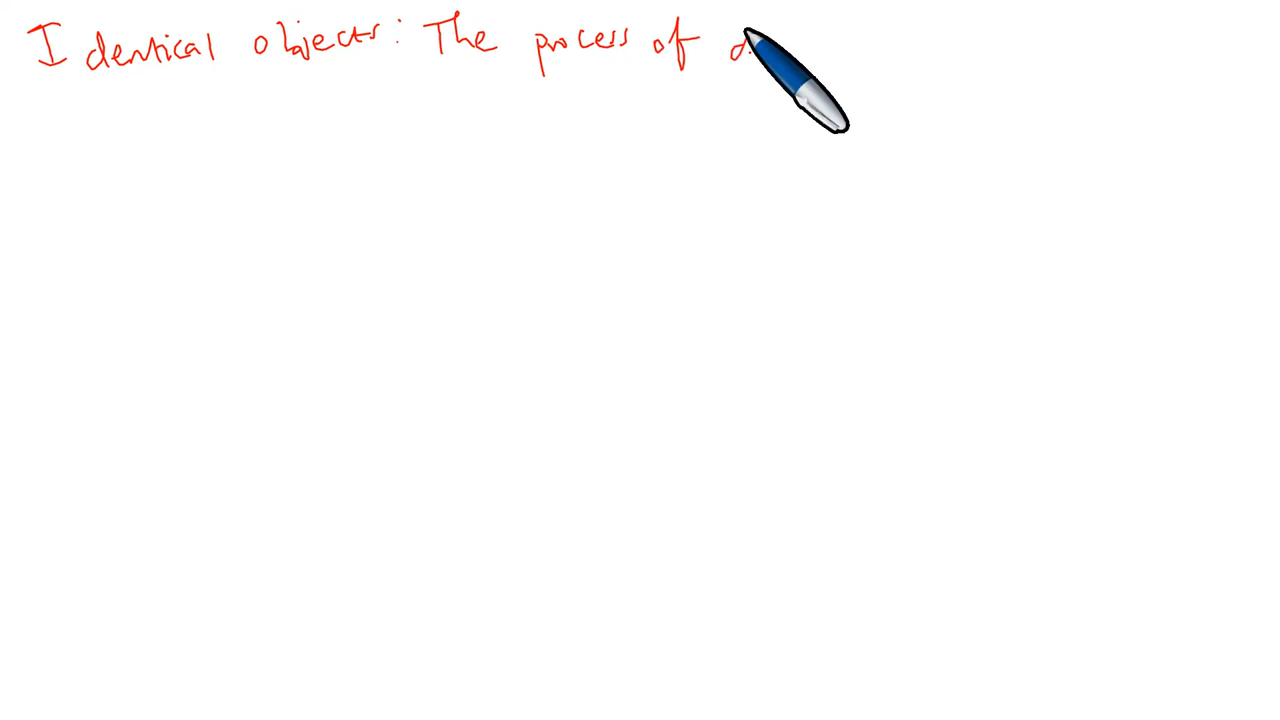 Identical objects: The process of